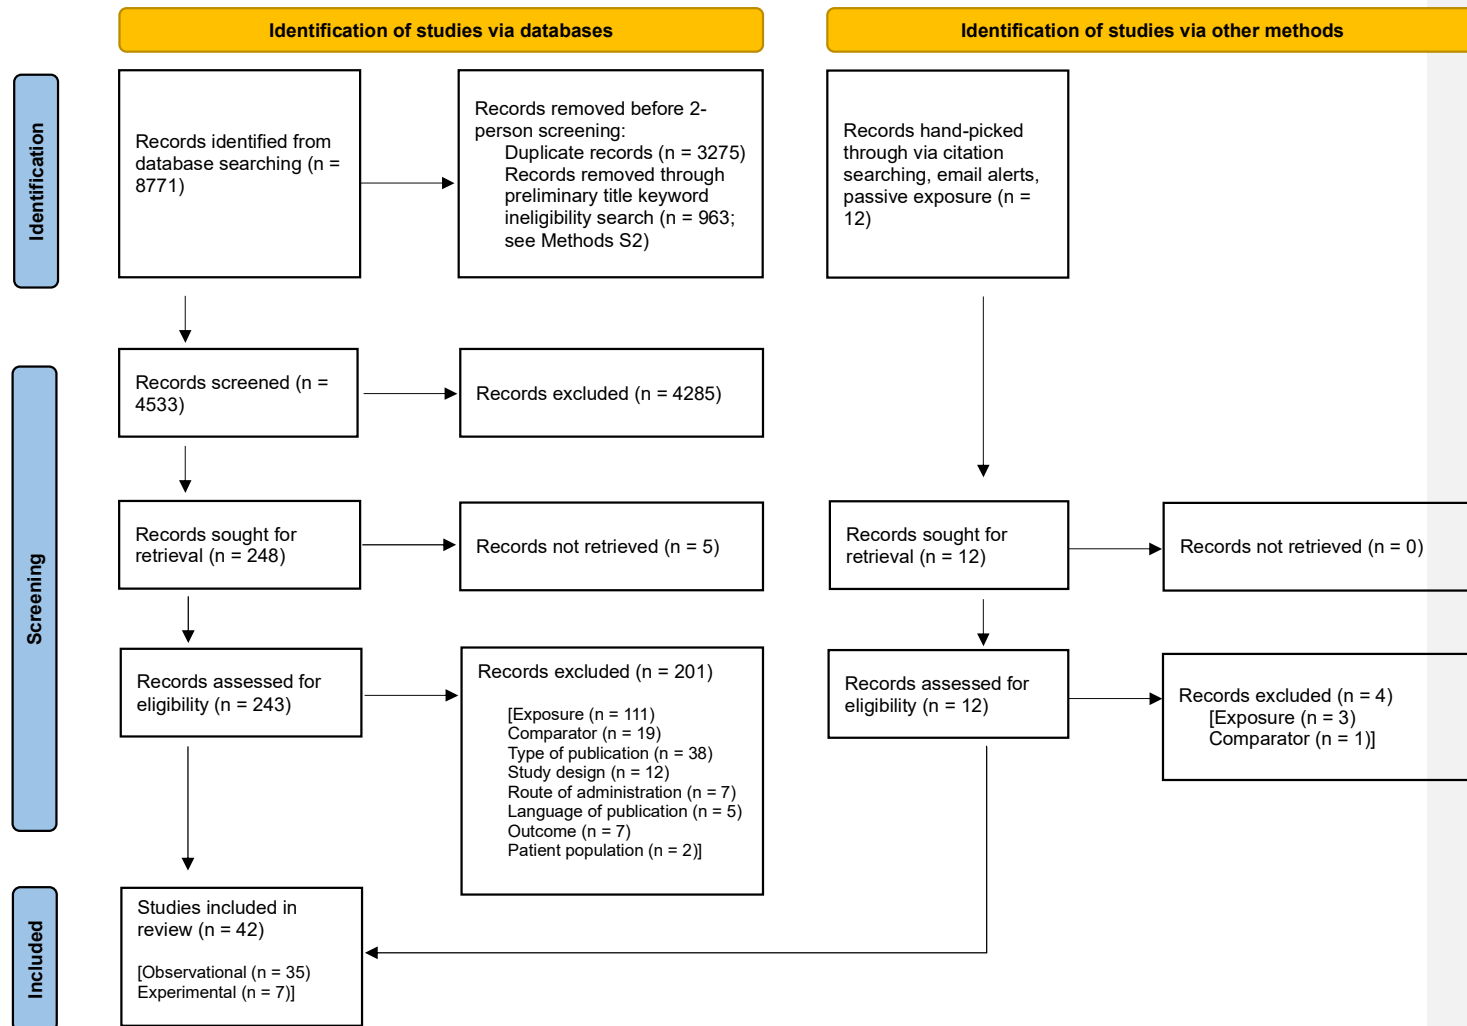 Identification of studies via databases
Identification of studies via other methods
Identification
Records identified from
database searching (n =
8771)
Records removed before 2-
person screening:
Duplicate records (n = 3275)
Records removed through
preliminary title keyword
ineligibility search (n = 963;
see Methods S2)
Records hand-picked
through via citation
searching, email alerts,
passive exposure (n =
12)
Screening
Records screened (n =
4533)
Records excluded (n = 4285)
Records sought for
retrieval (n = 248)
Records not retrieved (n = 5)
Records sought for
retrieval (n = 12)
Records not retrieved (n = 0)
Records assessed for
eligibility (n = 243)
Records excluded (n = 201)
[Exposure (n = 111)
Comparator (n = 19)
Type of publication (n = 38)
Study design (n = 12)
Route of administration (n = 7)
Language of publication (n = 5)
Outcome (n = 7)
Patient population (n = 2)]
Records assessed for
eligibility (n = 12)
Records excluded (n = 4)
[Exposure (n = 3)
Comparator (n = 1)]
Included
Studies included in
review (n = 42)
[Observational (n = 35)
Experimental (n = 7)]